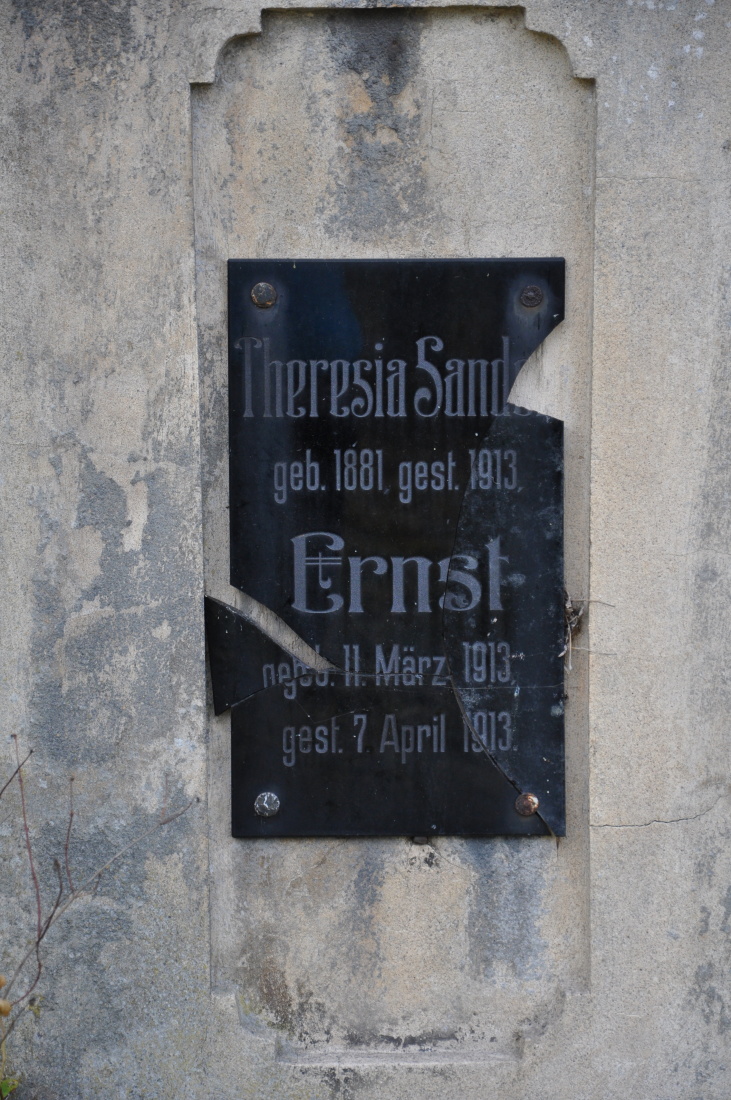 Theresia Sand
geb. 1881, gest. 1913.
Ernst
geb. 11. März 1913,
gest. 7 April 1913.